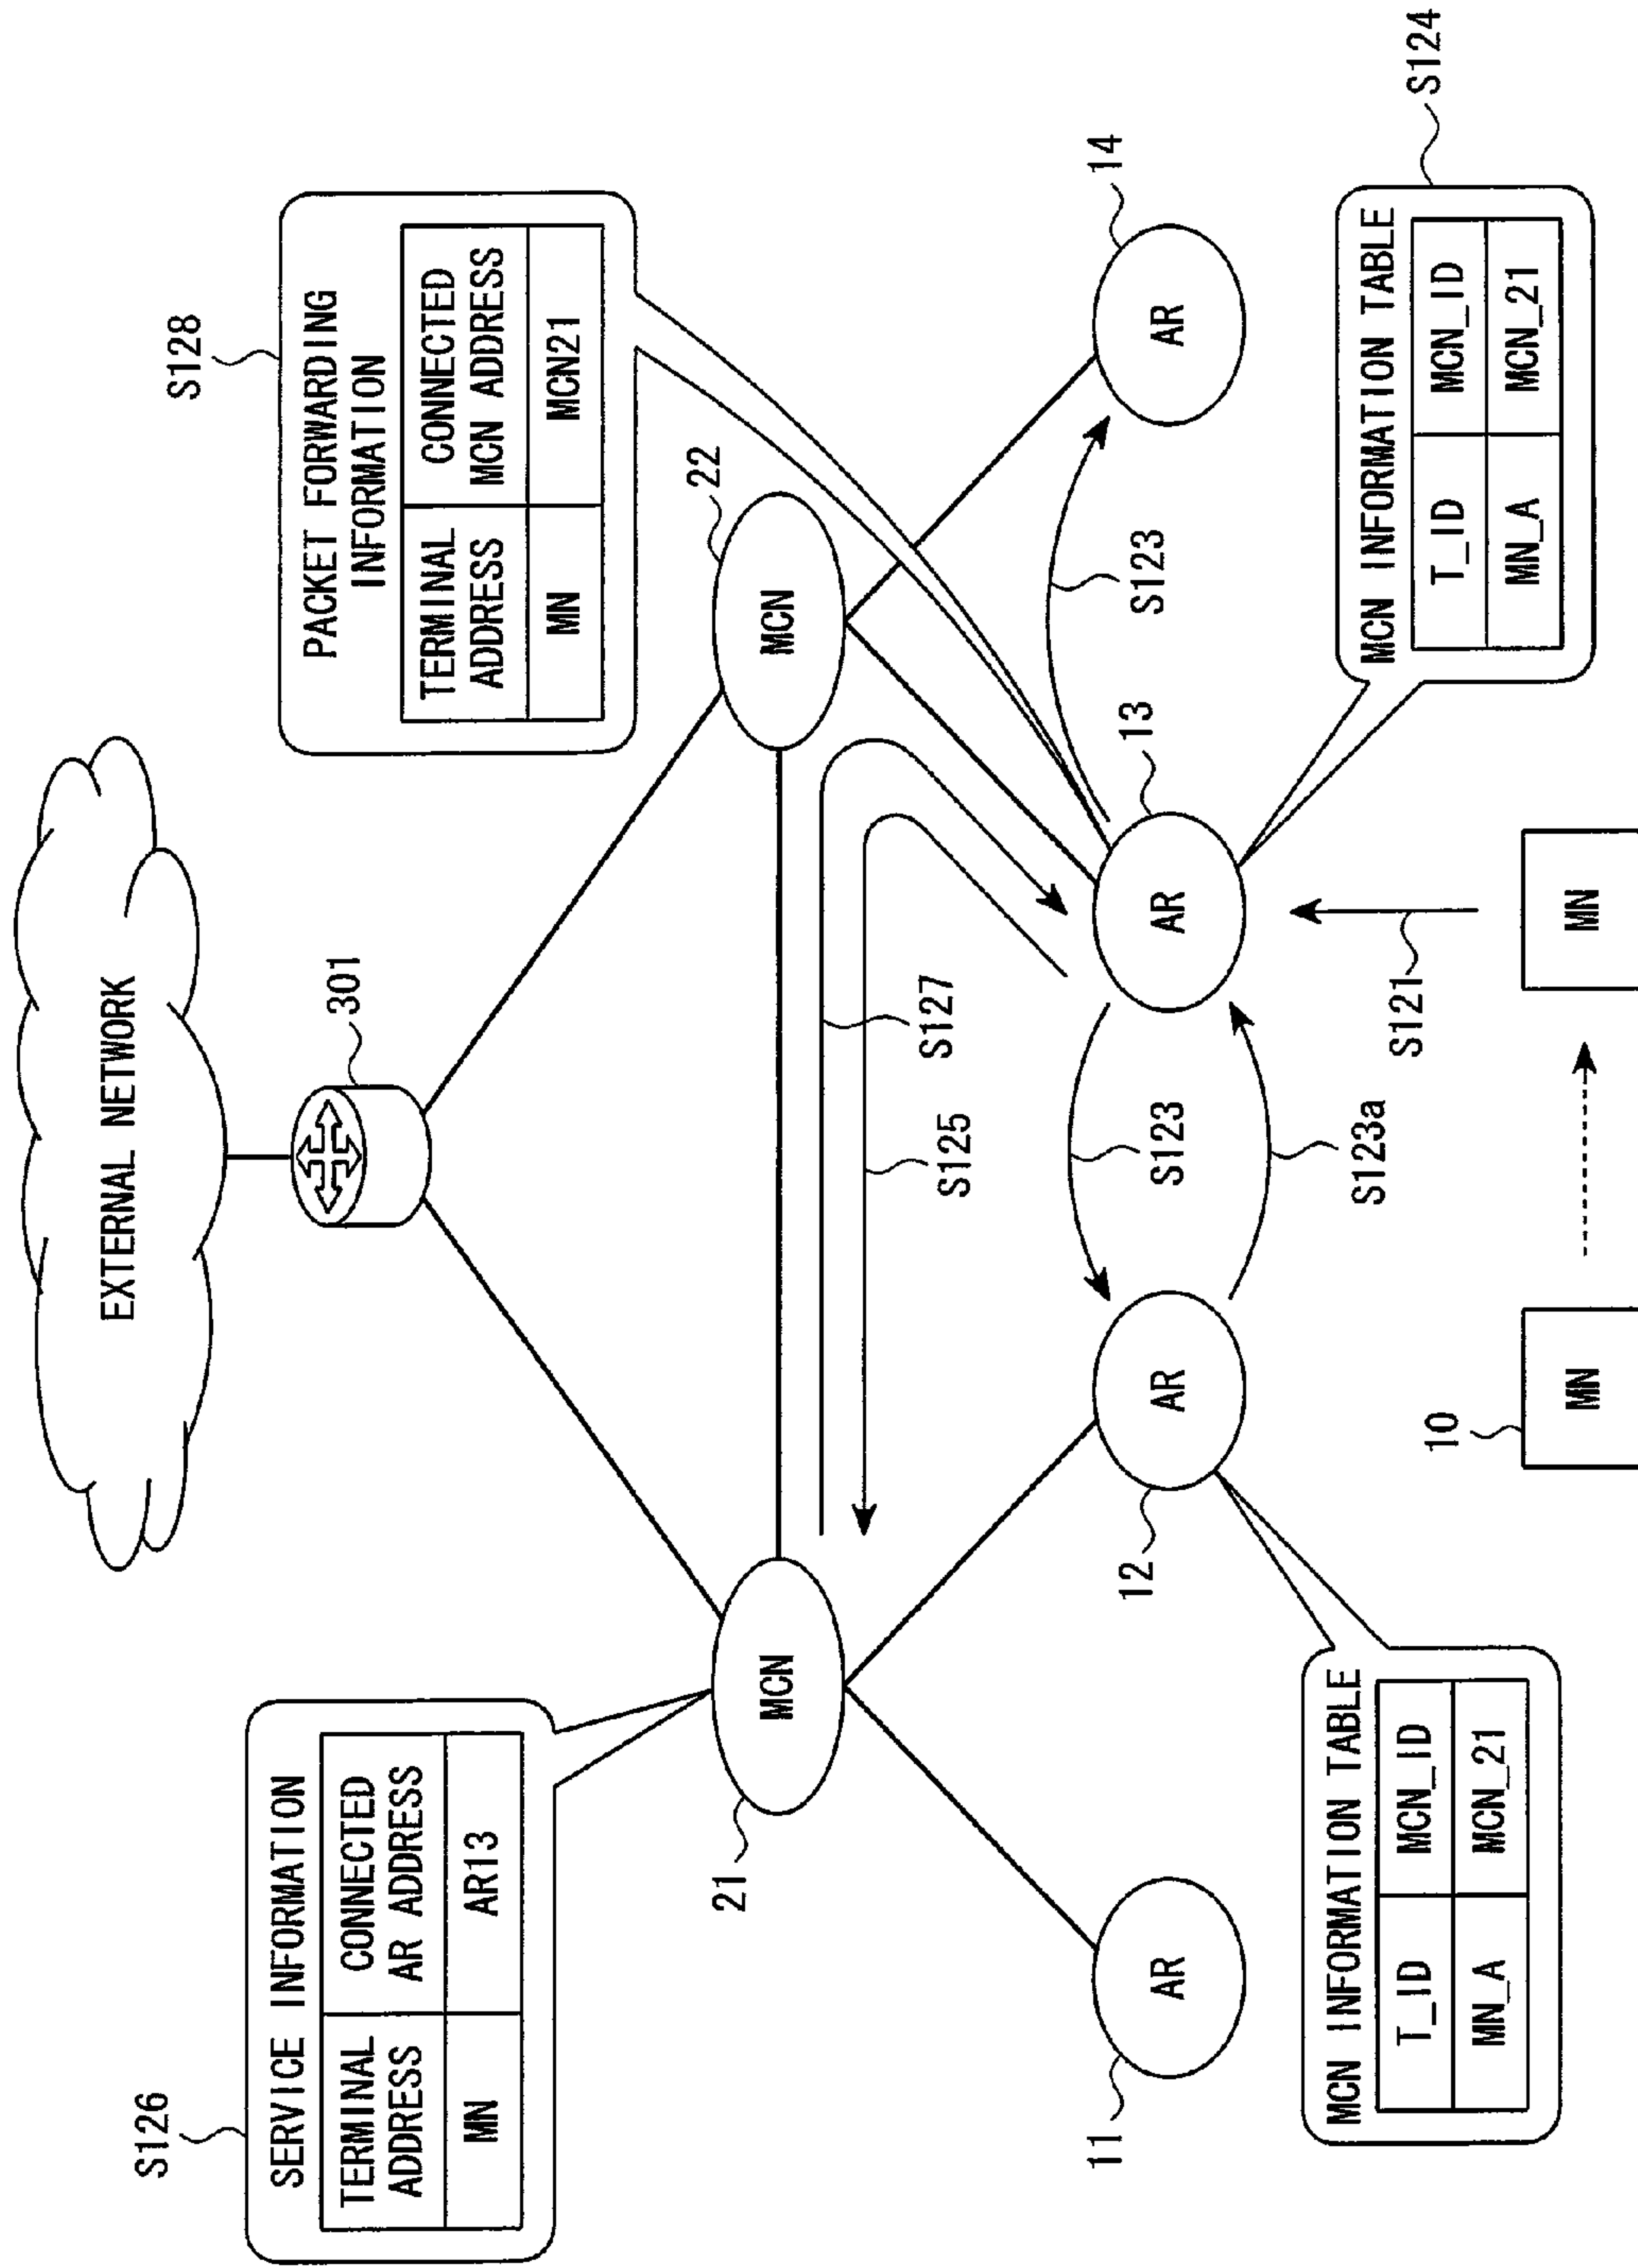 EXTERNAL NETWORK
301
S126
SERVICE INFORMATION
TERMINAL
ADDRESS
CONNECTED
AR ADDRESS
MN
AR13
S128
PACKET FORWARDING
INFORMATION
TERMINAL
ADDRESS
CONNECTED
MCN ADDRESS
MN
MCN21
MCN
21
MCN
22
S127
S125
S123
S123
S123a
AR
11
AR
12
AR
13
AR
14
S121
MCN INFORMATION TABLE
T_ID
MCN_ID
MN_A
MCN_21
MCN INFORMATION TABLE
T_ID
MCN_ID
MN_A
MCN_21
S124
10
MN
MN